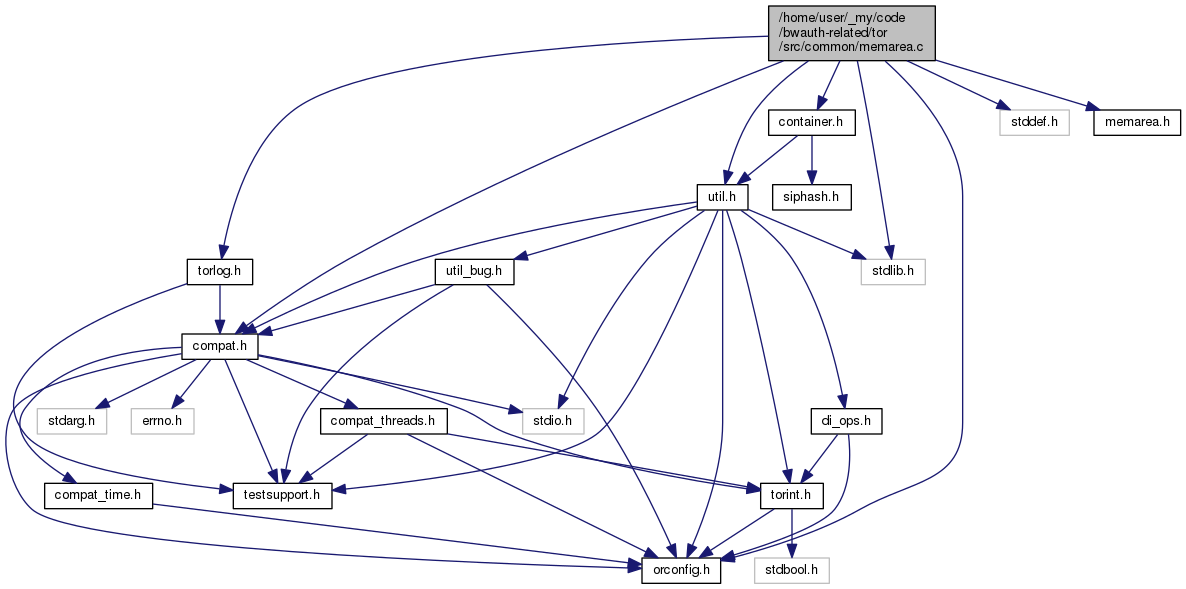 /home/user/_my/code
/bwauth-related/tor
/src/common/memarea.c
container.h
stddef.h
memarea.h
util.h
siphash.h
torlog.h
util_bug.h
stdlib.h
compat.h
stdarg.h
errno.h
compat_threads.h
stdio.h
di_ops.h
compat_time.h
testsupport.h
torint.h
orconfig.h
stdbool.h